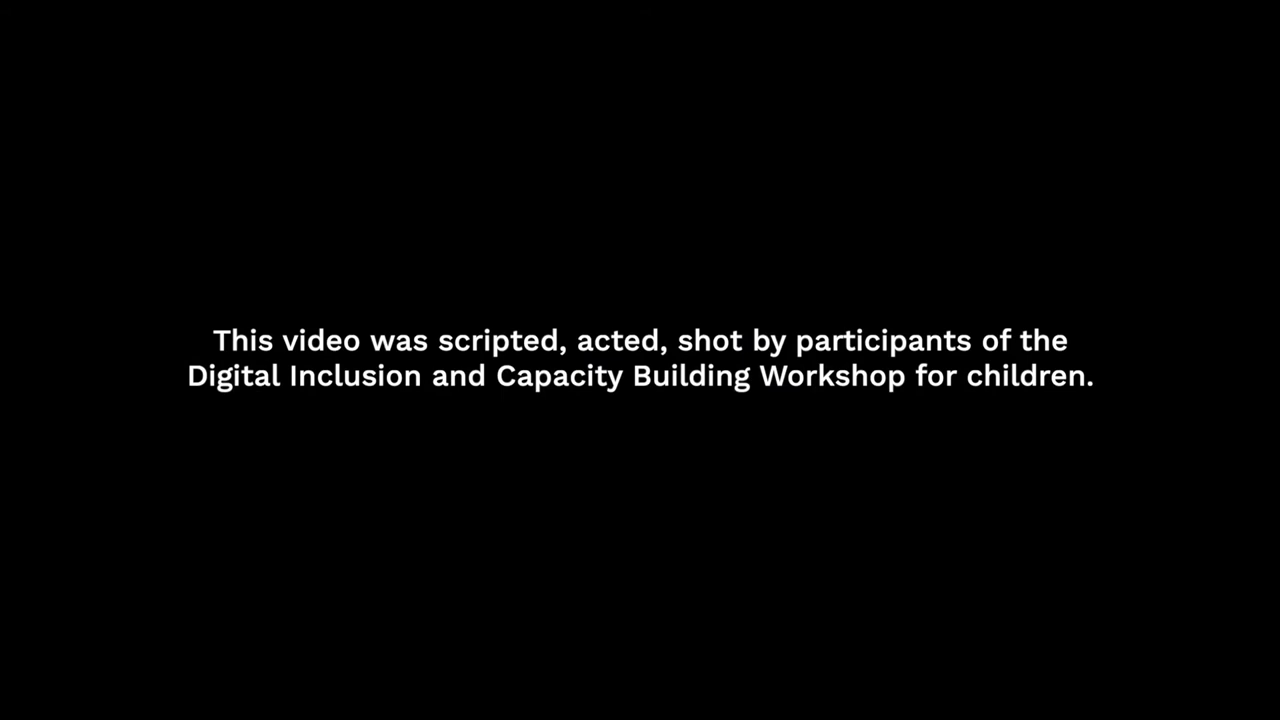 This video was scripted, acted, shot by participants of the
Digital Inclusion and Capacity Building Workshop for children.